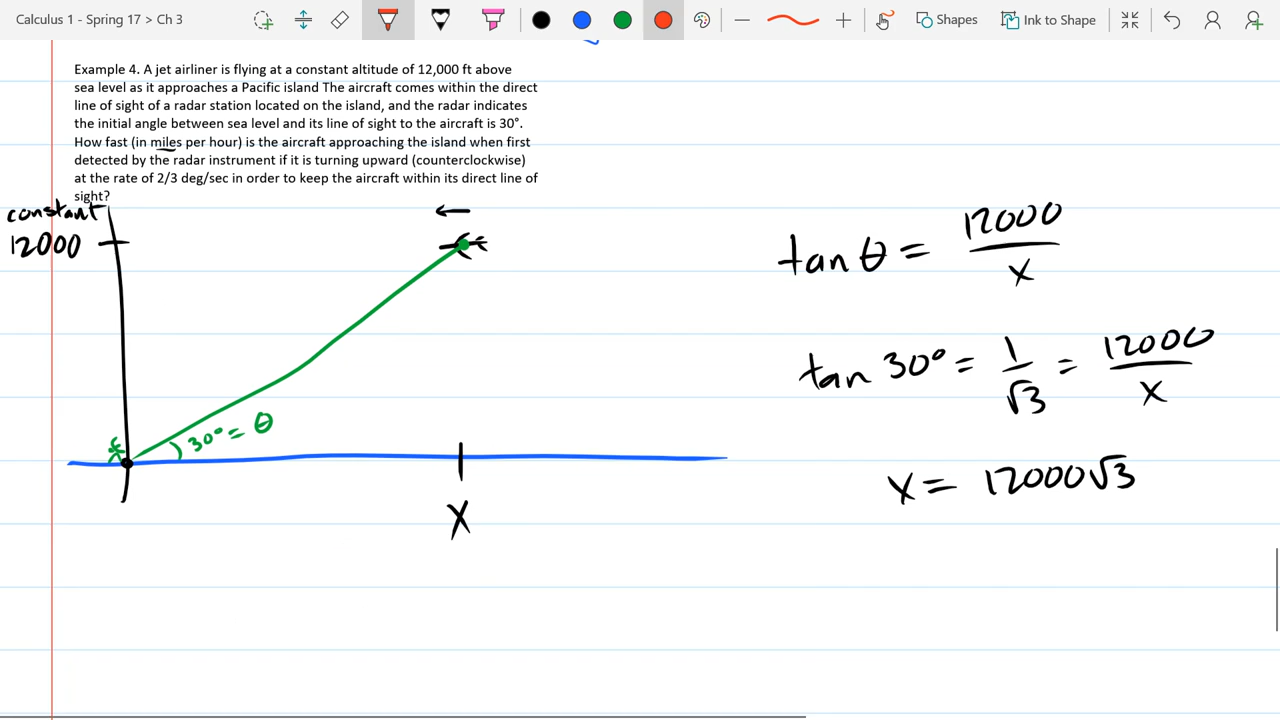 Calculus 1 - Spring 17 > Ch 3
Shapes
Ink to Shape
Example 4. A jet airliner is flying at a constant altitude of 12,000 ft above
sea level as it approaches a Pacific island The aircraft comes within the direct
line of sight of a radar station located on the island, and the radar indicates
the initial angle between sea level and its line of sight to the aircraft is 30°.
How fast (in miles per hour) is the aircraft approaching the island when first
detected by the radar instrument if it is turning upward (counterclockwise)
at the rate of 2/3 deg/sec in order to keep the aircraft within its direct line of
sight?
constant
12000
30° = θ
x
tan θ = 12000/x
tan 30° = 1/√3 = 12000/x
x = 12000√3